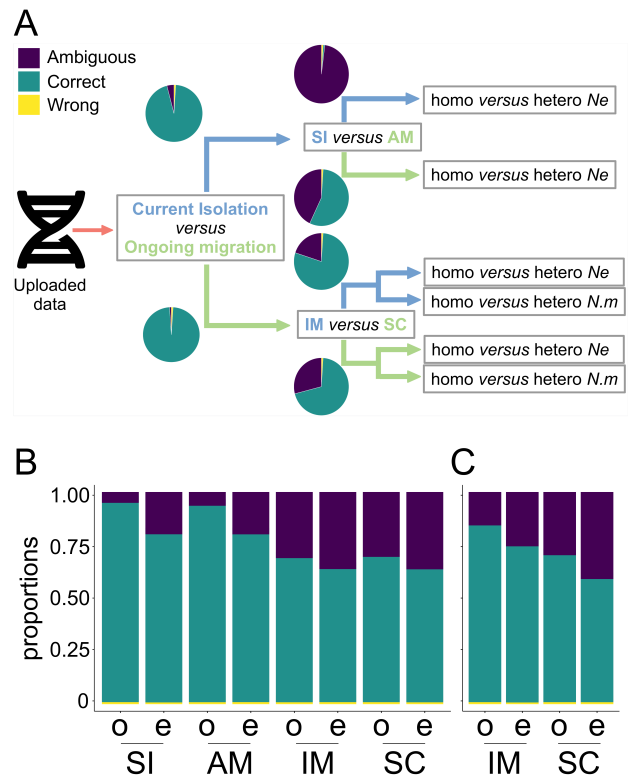 A
Ambiguous
Correct
Wrong
homo versus hetero Ne
SI versus AM
homo versus hetero Ne
Current Isolation
versus
Ongoing migration
Uploaded
data
homo versus hetero Ne
homo versus hetero N.m
IM versus SC
homo versus hetero Ne
homo versus hetero N.m
B
C
proportions
1.00
0.75
0.50
0.25
0
o e o e o e o e
SI AM IM SC
o e o e
IM SC